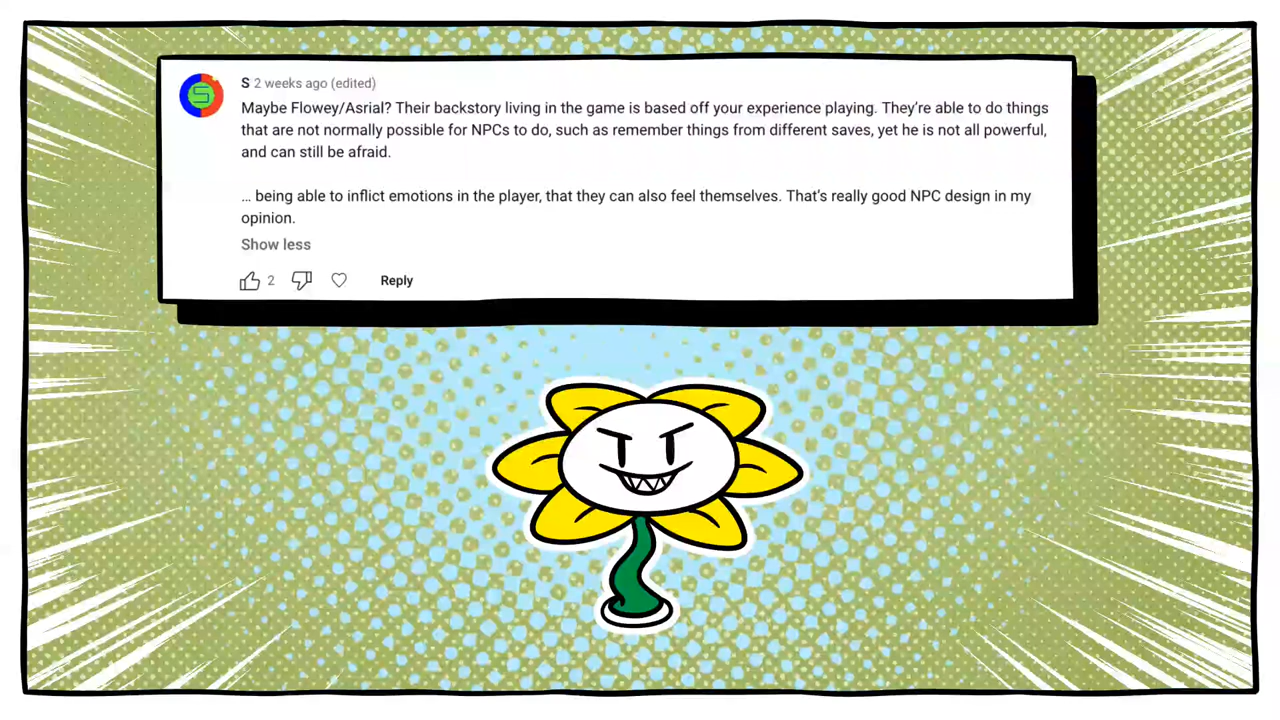 S 2 weeks ago (edited)
Maybe Flowey/Asrial? Their backstory living in the game is based off your experience playing. They're able to do things
that are not normally possible for NPCs to do, such as remember things from different saves, yet he is not all powerful,
and can still be afraid.
... being able to inflict emotions in the player, that they can also feel themselves. That's really good NPC design in my
opinion.
Show less
2 Reply